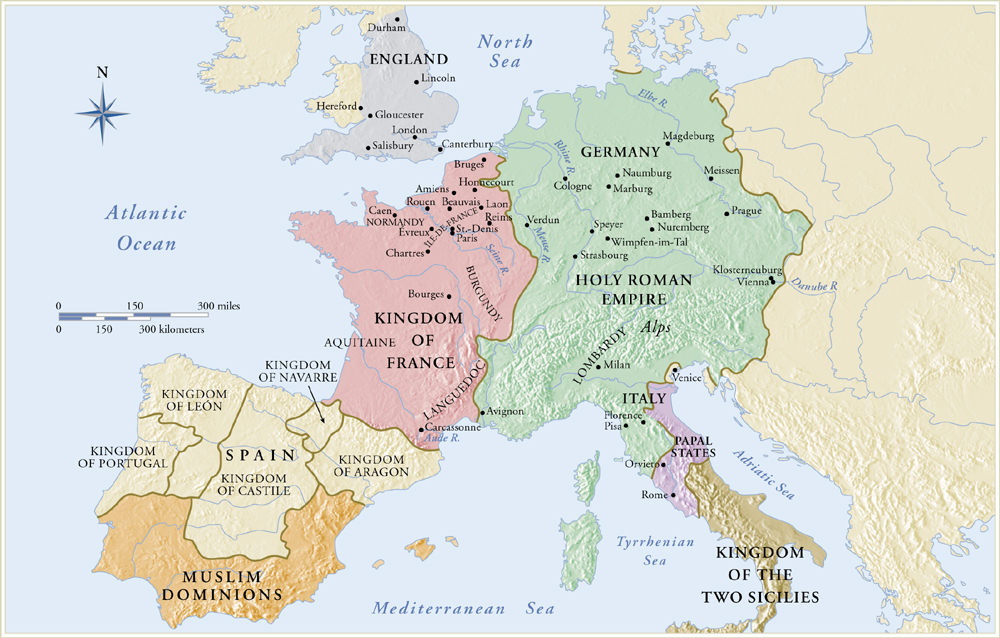 Durham
North
Sea
ENGLAND
N
Lincoln
Elbe R.
Hereford
Gloucester
London
Magdeburg
Salisbury
Canterbury
Rhine R.
GERMANY
Bruges
Naumburg
Meissen
Honnecourt
Cologne
Marburg
Amiens
Rouen
Beauvais
Laon
Caen
NORMANDY
Reims
Verdun
Bamberg
Prague
Atlantic
Ocean
Évreux
ILE-DE-FRANCE
St.-Denis
Paris
Speyer
Nuremberg
Wimpfen-im-Tal
Meuse R.
Seine R.
Chartres
Strasbourg
Klosterneuburg
Vienna
Danube R
HOLY ROMAN
EMPIRE
BURGUNDY
Bourges
0 150 300 miles
0 150 300 kilometers
KINGDOM
OF
FRANCE
Alps
AQUITAINE
LOMBARDY
KINGDOM
OF NAVARRE
Milan
Venice
LANGUEDOC
KINGDOM
OF LEÓN
ITALY
Avignon
Florence
Pisa
Carcassonne
Aude R.
PAPAL
STATES
KINGDOM
OF PORTUGAL
SPAIN
KINGDOM
OF ARAGON
Orvieto
Adriatic Sea
KINGDOM
OF CASTILE
Rome
Tyrrhenian
Sea
KINGDOM
OF THE
TWO SICILIES
MUSLIM
DOMINIONS
Mediterranean Sea